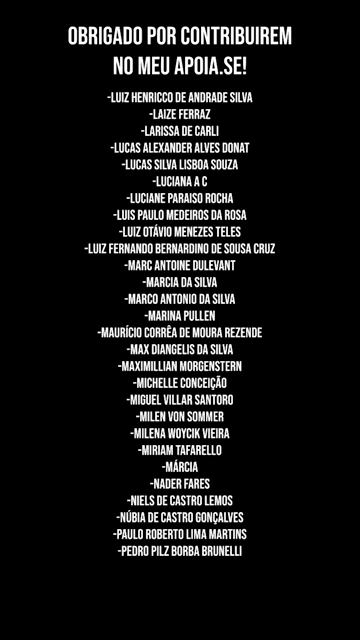 OBRIGADO POR CONTRIBUIREM
NO MEU APOIA.SE!
-LUIZ HENRICCO DE ANDRADE SILVA
-LAIZE FERRAZ
-LARISSA DE CARLI
-LUCAS ALEXANDER ALVES DONAT
-LUCAS SILVA LISBOA SOUZA
-LUCIANA A C
-LUCIANE PARAISO ROCHA
-LUIS PAULO MEDEIROS DA ROSA
-LUIZ OTÁVIO MENEZES TELES
-LUIZ FERNANDO BERNARDINO DE SOUSA CRUZ
-MARC ANTOINE DULEVANT
-MARCIA DA SILVA
-MARCO ANTONIO DA SILVA
-MARINA PULLEN
-MAURÍCIO CORRÊA DE MOURA REZENDE
-MAX DIANGELIS DA SILVA
-MAXIMILLIAN MORGENSTERN
-MICHELLE CONCEIÇÃO
-MIGUEL VILLAR SANTORO
-MILEN VON SOMMER
-MILENA WOYCIK VIEIRA
-MIRIAM TAFARELLO
-MÁRCIA
-NADER FARES
-NIELS DE CASTRO LEMOS
-NÚBIA DE CASTRO GONÇALVES
-PAULO ROBERTO LIMA MARTINS
-PEDRO PILZ BORBA BRUNELLI